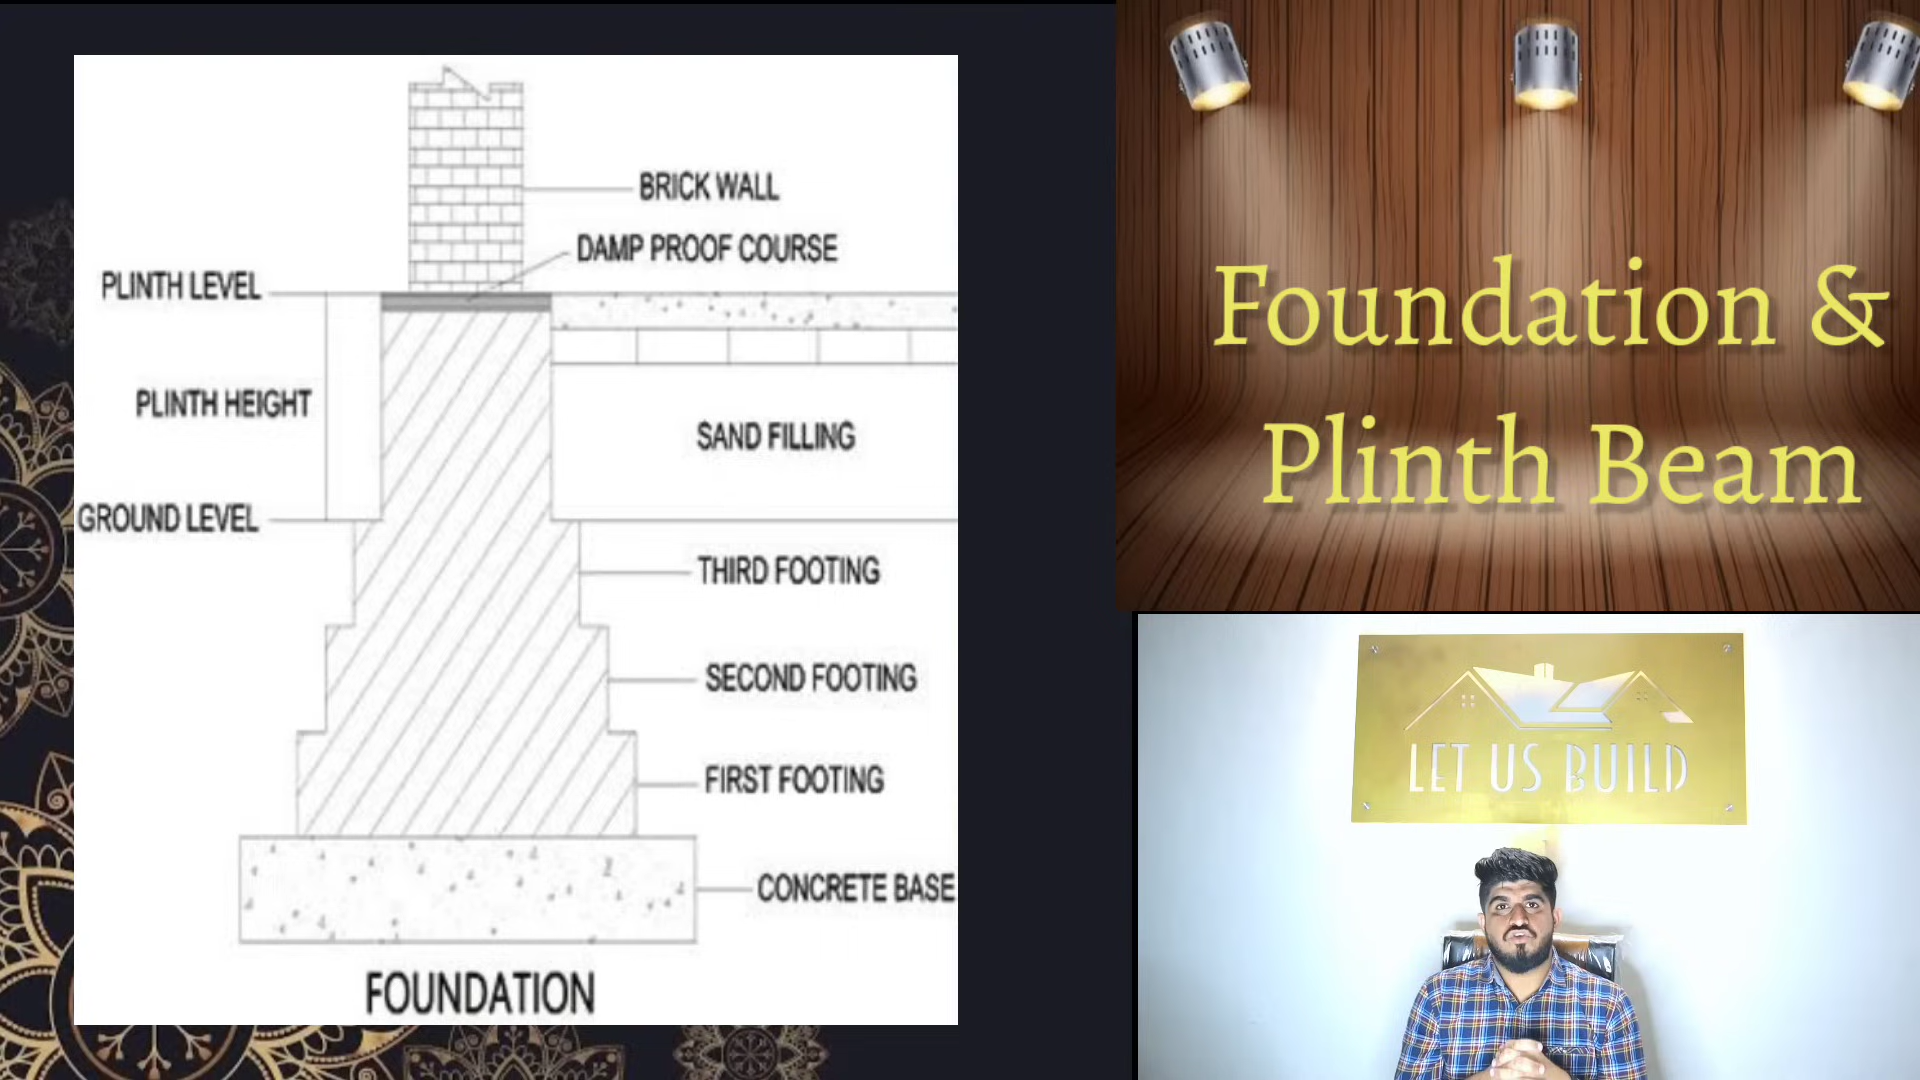 BRICK WALL
DAMP PROOF COURSE
PLINTH LEVEL
PLINTH HEIGHT
SAND FILLING
GROUND LEVEL
THIRD FOOTING
SECOND FOOTING
FIRST FOOTING
CONCRETE BASE
FOUNDATION
Foundation &
Plinth Beam
LET US BUILD